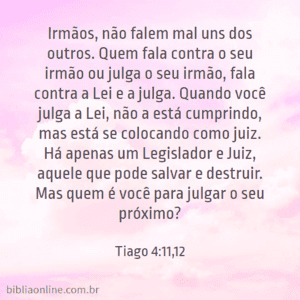 Irmãos, não falem mal uns dos
outros. Quem fala contra o seu
irmão ou julga o seu irmão, fala
contra a Lei e a julga. Quando você
julga a Lei, não a está cumprindo,
mas está se colocando como juiz.
Há apenas um Legislador e Juiz,
aquele que pode salvar e destruir.
Mas quem é você para julgar o seu
próximo?
Tiago 4:11,12
bibliaonline.com.br